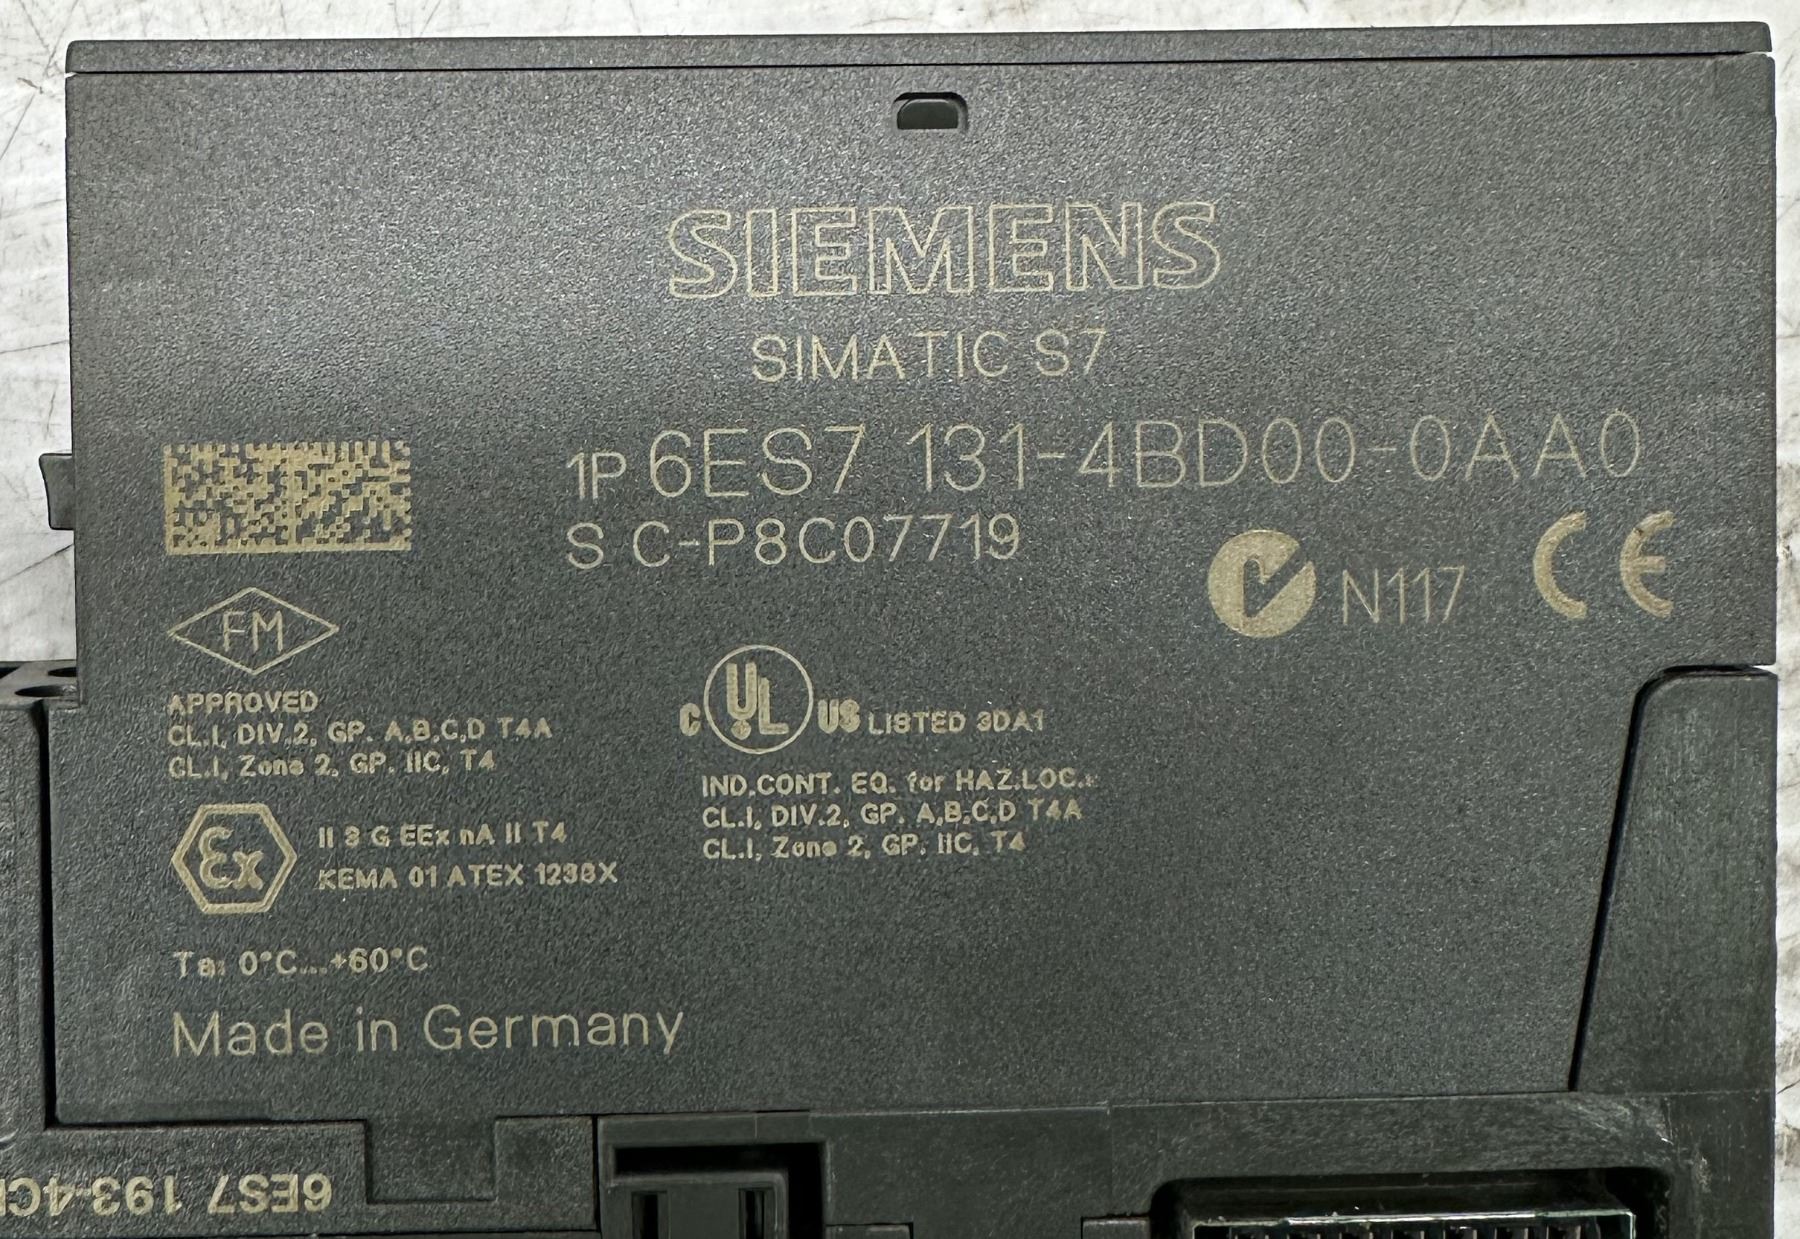 SIEMENS
SIMATIC S7
1P 6ES7 131-4BD00-0AA0
S C-P8C07719
N117 CE
FM
APPROVED
CL.I, DIV.2, GP. A,B,C,D T4A
CL.I, Zone 2, GP. IIC, T4
C UL US LISTED 3DA1
IND.CONT. EQ. for HAZ.LOC.:
CL.I, DIV.2, GP. A,B,C,D T4A
CL.I, Zone 2, GP. IIC, T4
Ex
II 3 G EEx nA II T4
KEMA 01 ATEX 1238X
Ta: 0°C...+60°C
Made in Germany
6ES7 193-4C